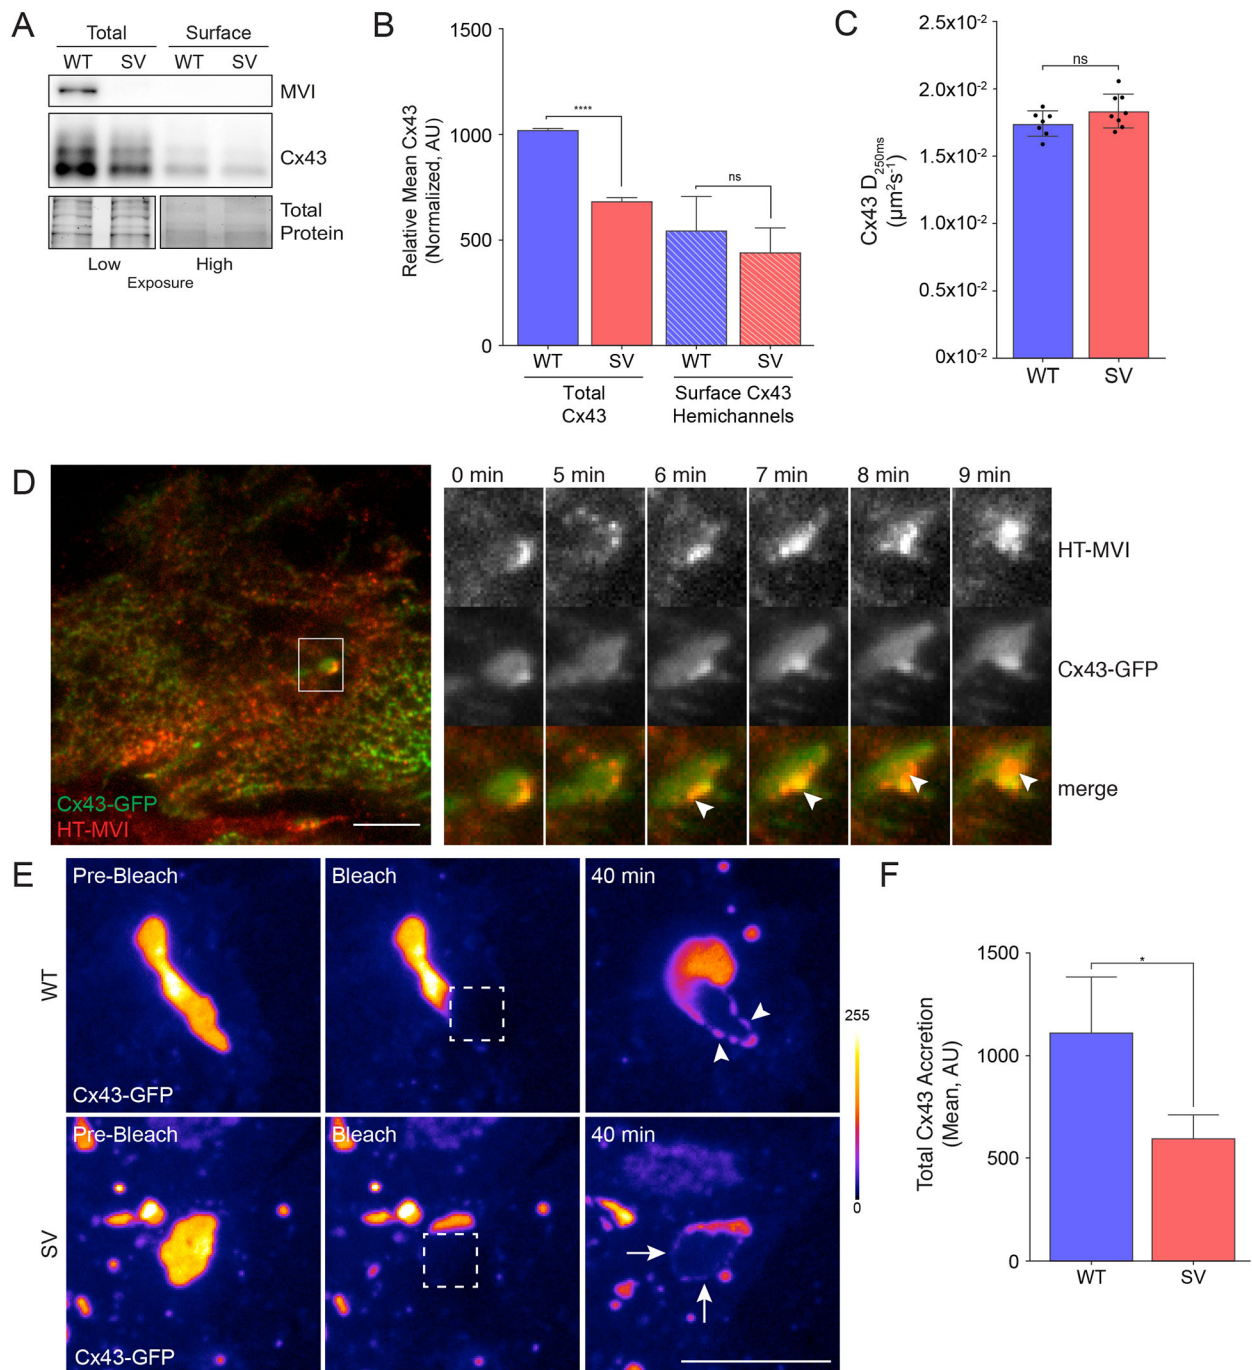 A
Total Surface
WT SV WT SV
MVI
Cx43
Total
Protein
Low High
Exposure
B
Relative Mean Cx43
(Normalized, AU)
1500
1000
500
0
****
ns
WT SV WT SV
Total
Cx43
Surface Cx43
Hemichannels
C
Cx43 D250ms
(μm²s⁻¹)
2.5x10⁻²
2.0x10⁻²
1.5x10⁻²
1.0x10⁻²
0.5x10⁻²
0x10⁻²
ns
WT SV
D
Cx43-GFP
HT-MVI
0 min 5 min 6 min 7 min 8 min 9 min
HT-MVI
Cx43-GFP
merge
E
WT
Pre-Bleach Bleach 40 min
Cx43-GFP
SV
Pre-Bleach Bleach 40 min
Cx43-GFP
255
0
F
Total Cx43 Accretion
(Mean, AU)
1500
1000
500
0
*
WT SV